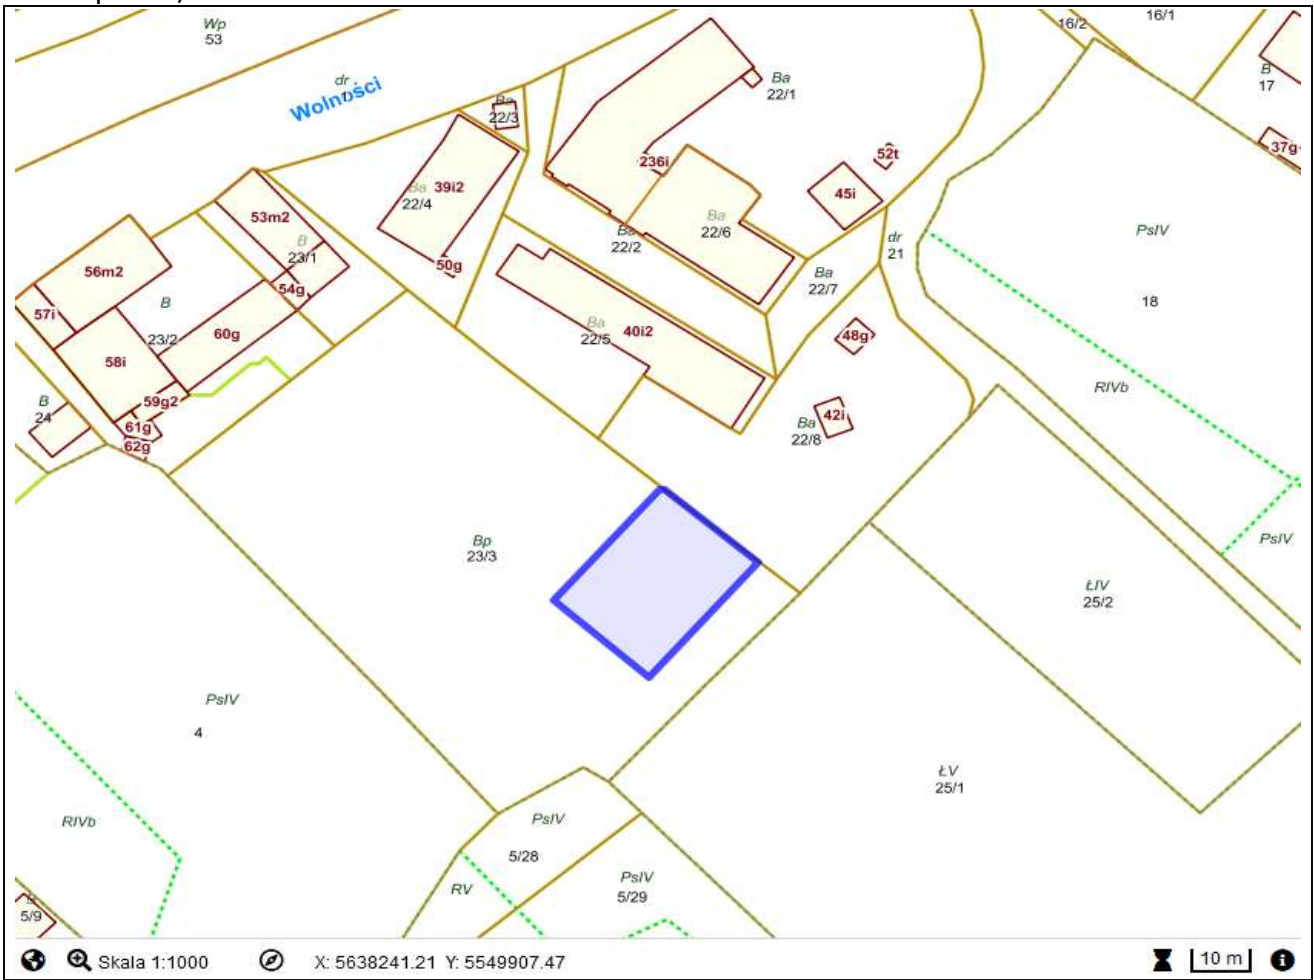 Wp
53
16/2
16/1
dr
Wolności
Ba
22/3
Ba
22/1
B
17
37g
236i
52t
Ba
39i2
22/4
45i
53m2
B
23/1
Ba
22/6
Ba
22/2
dr
21
PsIV
18
56m2
50g
Ba
22/7
54g
B
57i
23/2
60g
Ba
22/5
40i2
48g
58i
RIVb
59g2
B
24
61g
62g
42i
Ba
22/8
Bp
23/3
PsIV
ŁIV
25/2
PsIV
4
ŁV
25/1
RIVb
PsIV
5/28
RV
PsIV
5/29
5/9
Skala 1:1000
X: 5638241.21 Y: 5549907.47
10 m